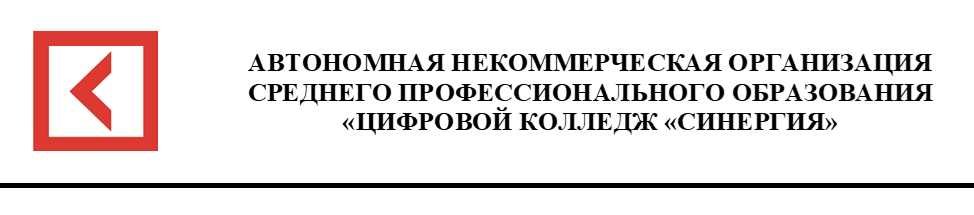 АВТОНОМНАЯ НЕКОММЕРЧЕСКАЯ ОРГАНИЗАЦИЯ
СРЕДНЕГО ПРОФЕССИОНАЛЬНОГО ОБРАЗОВАНИЯ
«ЦИФРОВОЙ КОЛЛЕДЖ «СИНЕРГИЯ»